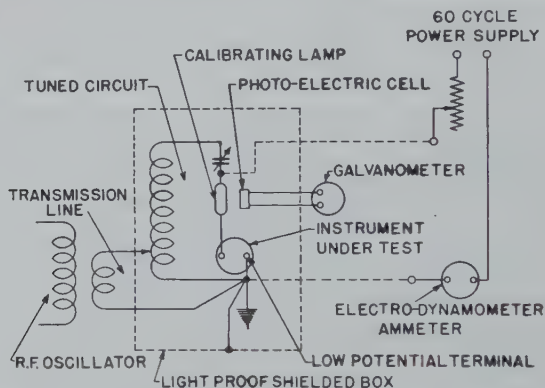 60 CYCLE
POWER SUPPLY
CALIBRATING LAMP
TUNED CIRCUIT
PHOTO-ELECTRIC CELL
GALVANOMETER
TRANSMISSION
LINE
INSTRUMENT
UNDER TEST
ELECTRO-DYNAMOMETER
AMMETER
R.F. OSCILLATOR
LOW POTENTIAL TERMINAL
LIGHT PROOF SHIELDED BOX